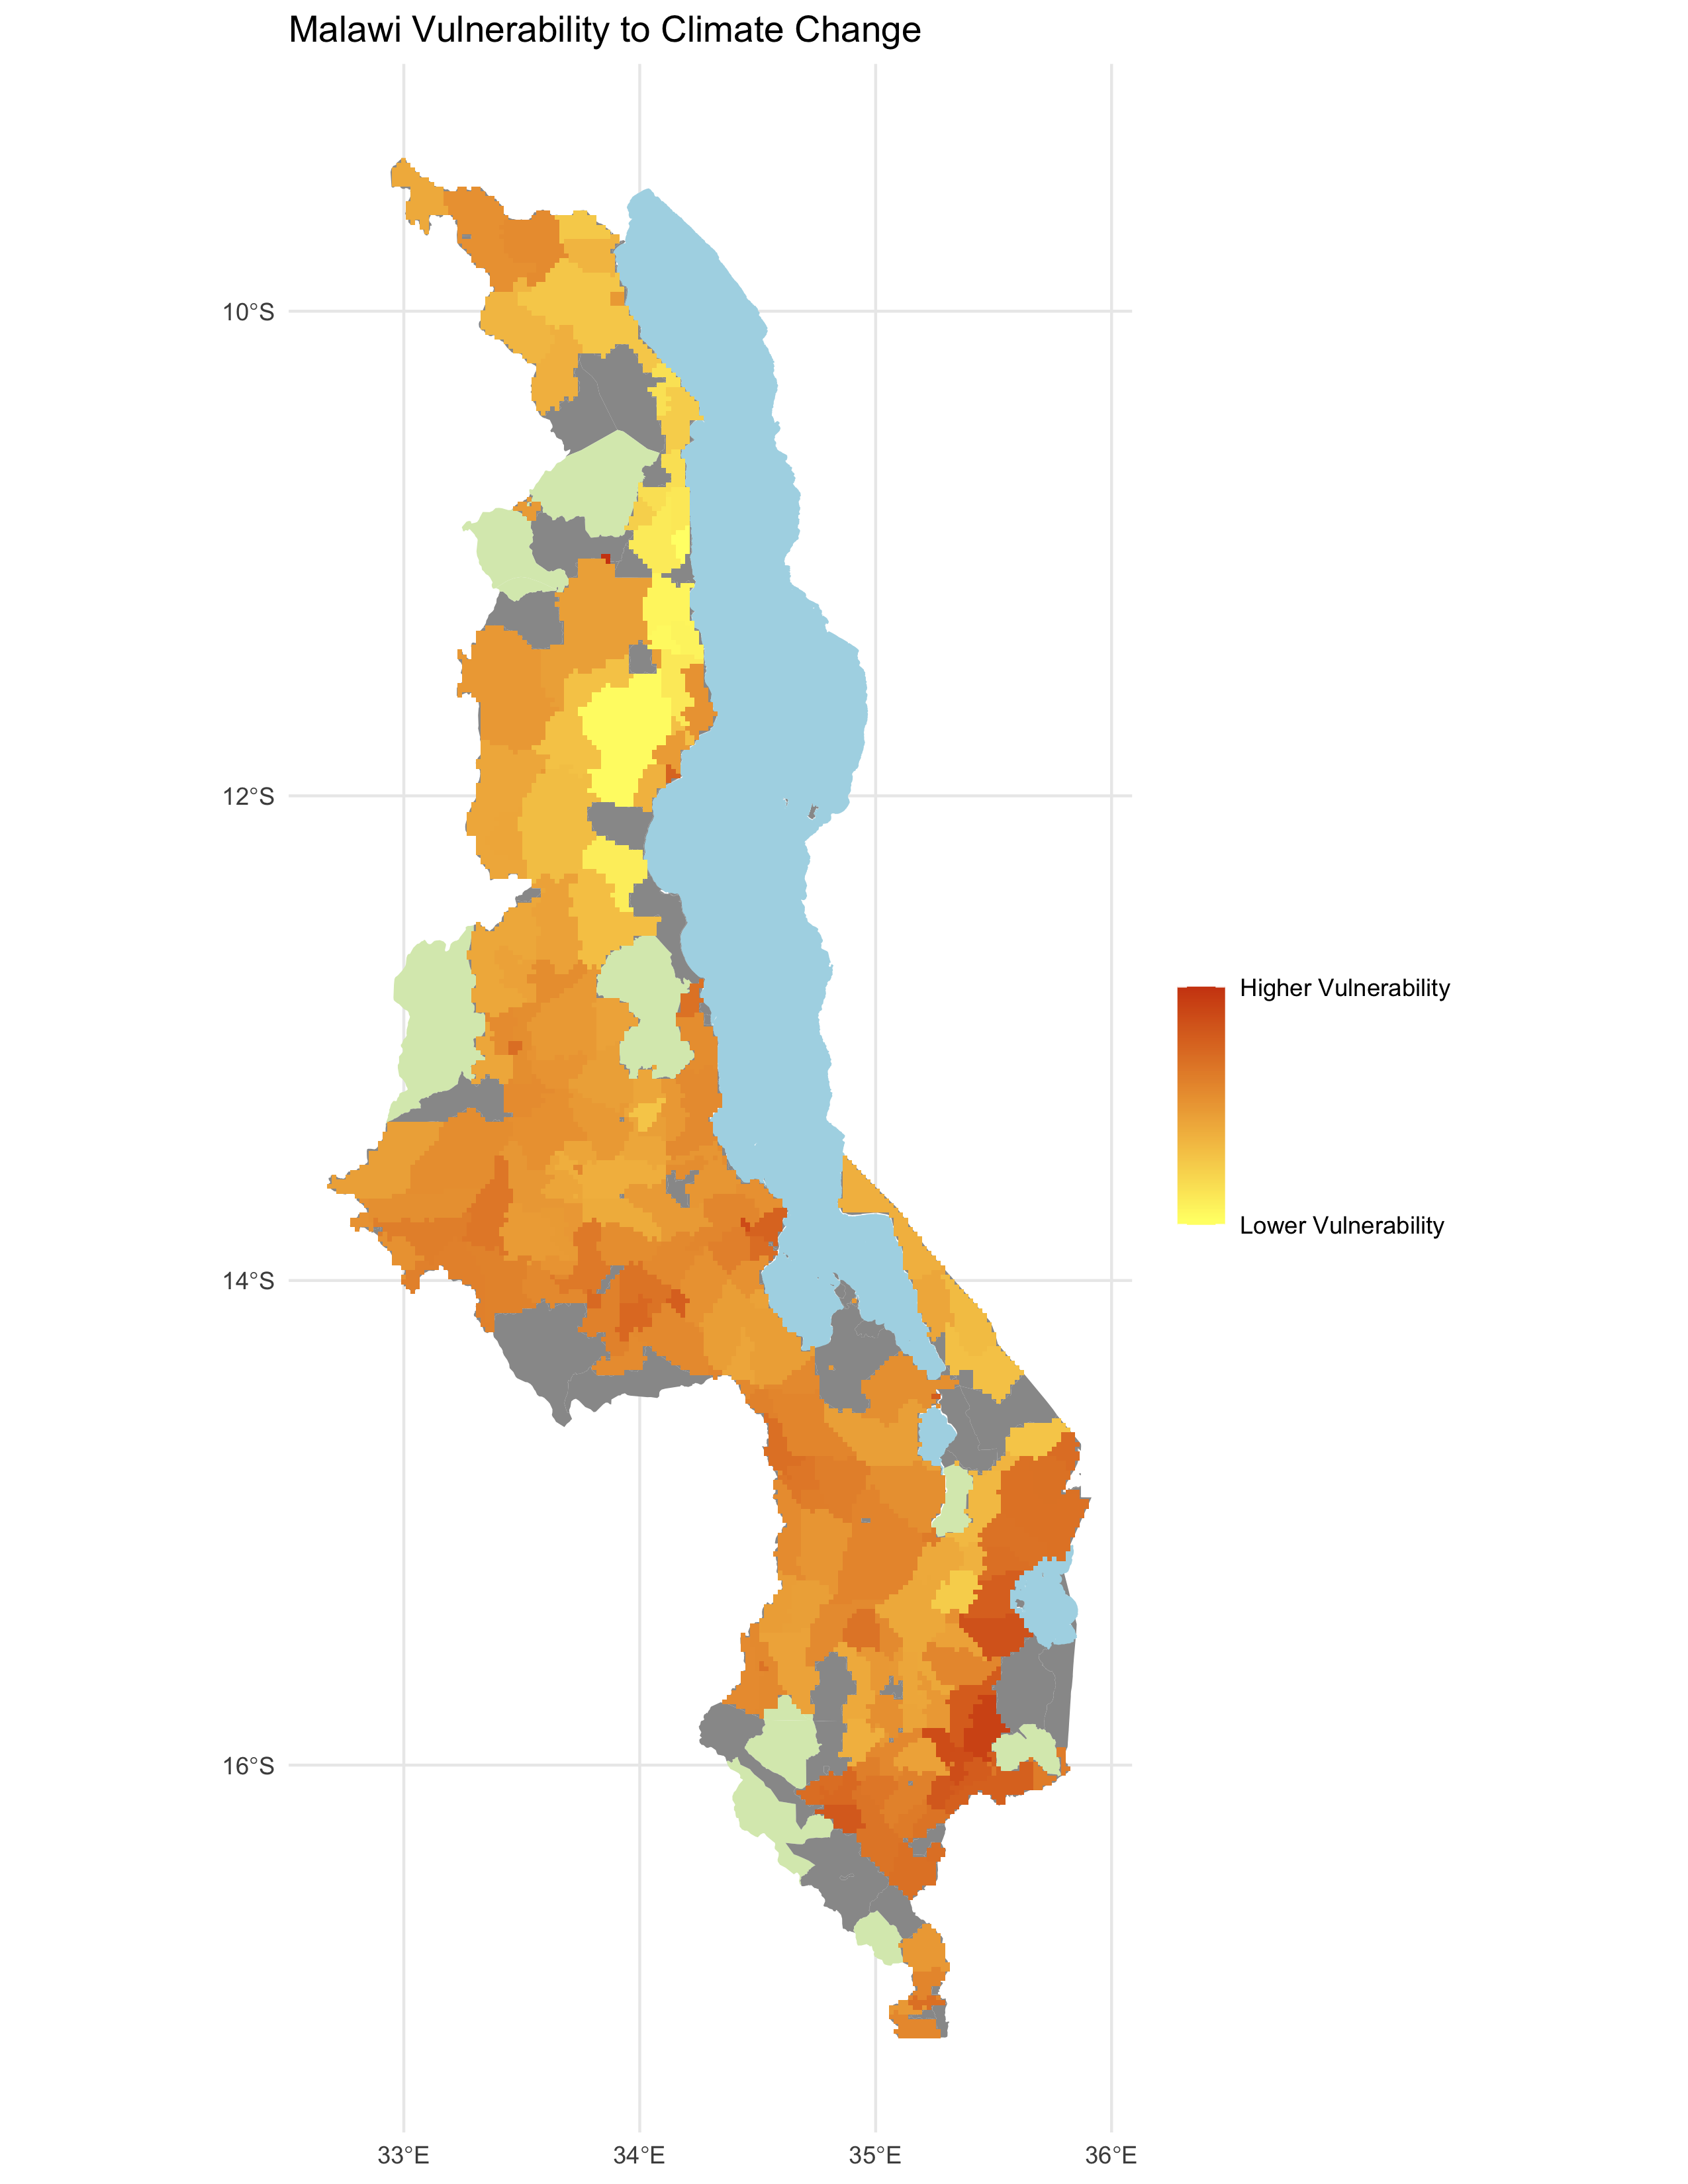 Malawi Vulnerability to Climate Change
10°S
12°S
14°S
16°S
33°E
34°E
35°E
36°E
Higher Vulnerability
Lower Vulnerability